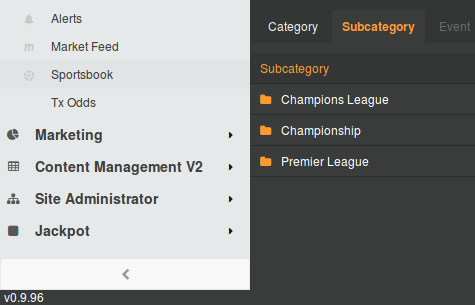 Alerts
m Market Feed
Sportsbook
Tx Odds
Marketing
Content Management V2
Site Administrator
Jackpot
v0.9.96
Category Subcategory Event
Subcategory
Champions League
Championship
Premier League